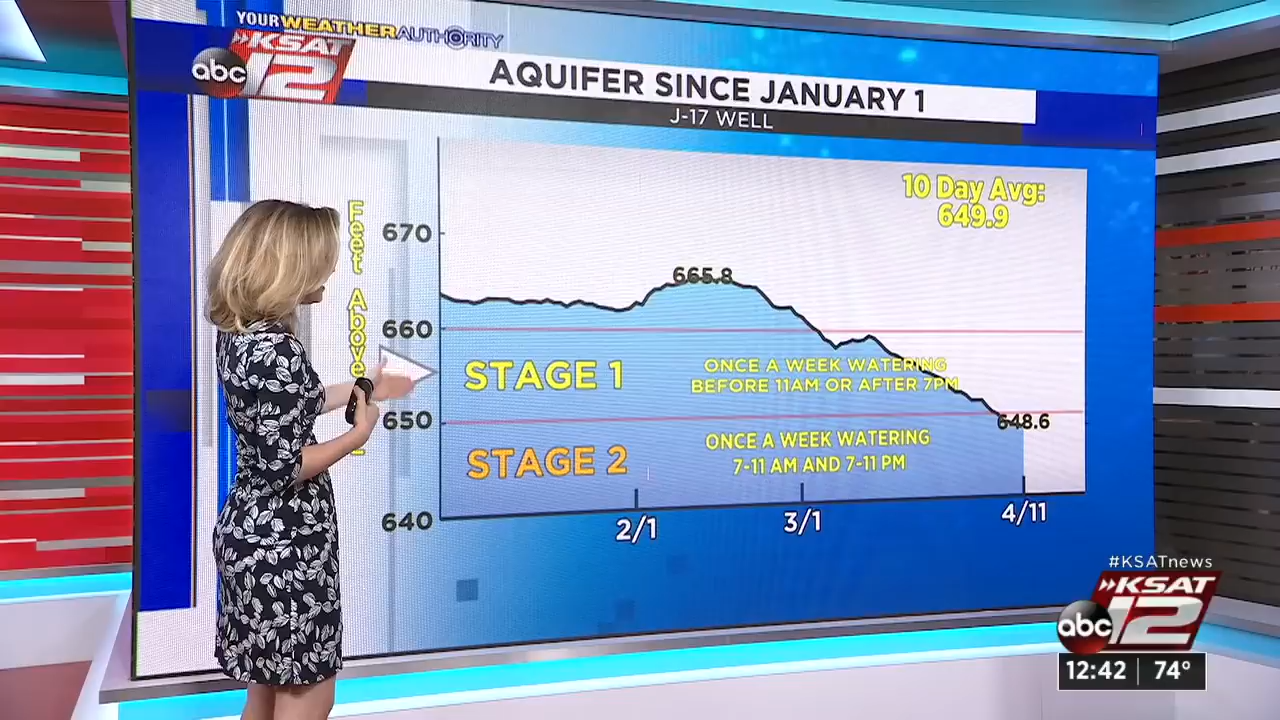 YOUR WEATHER AUTHORITY
»KSAT
abc 12
AQUIFER SINCE JANUARY 1
J-17 WELL
10 Day Avg:
649.9
Feet Above
670
665.8
660
STAGE 1
ONCE A WEEK WATERING
BEFORE 11AM OR AFTER 7PM
650
648.6
STAGE 2
ONCE A WEEK WATERING
7-11 AM AND 7-11 PM
640
2/1
3/1
4/11
#KSATnews
»KSAT
abc 12
12:42 | 74°